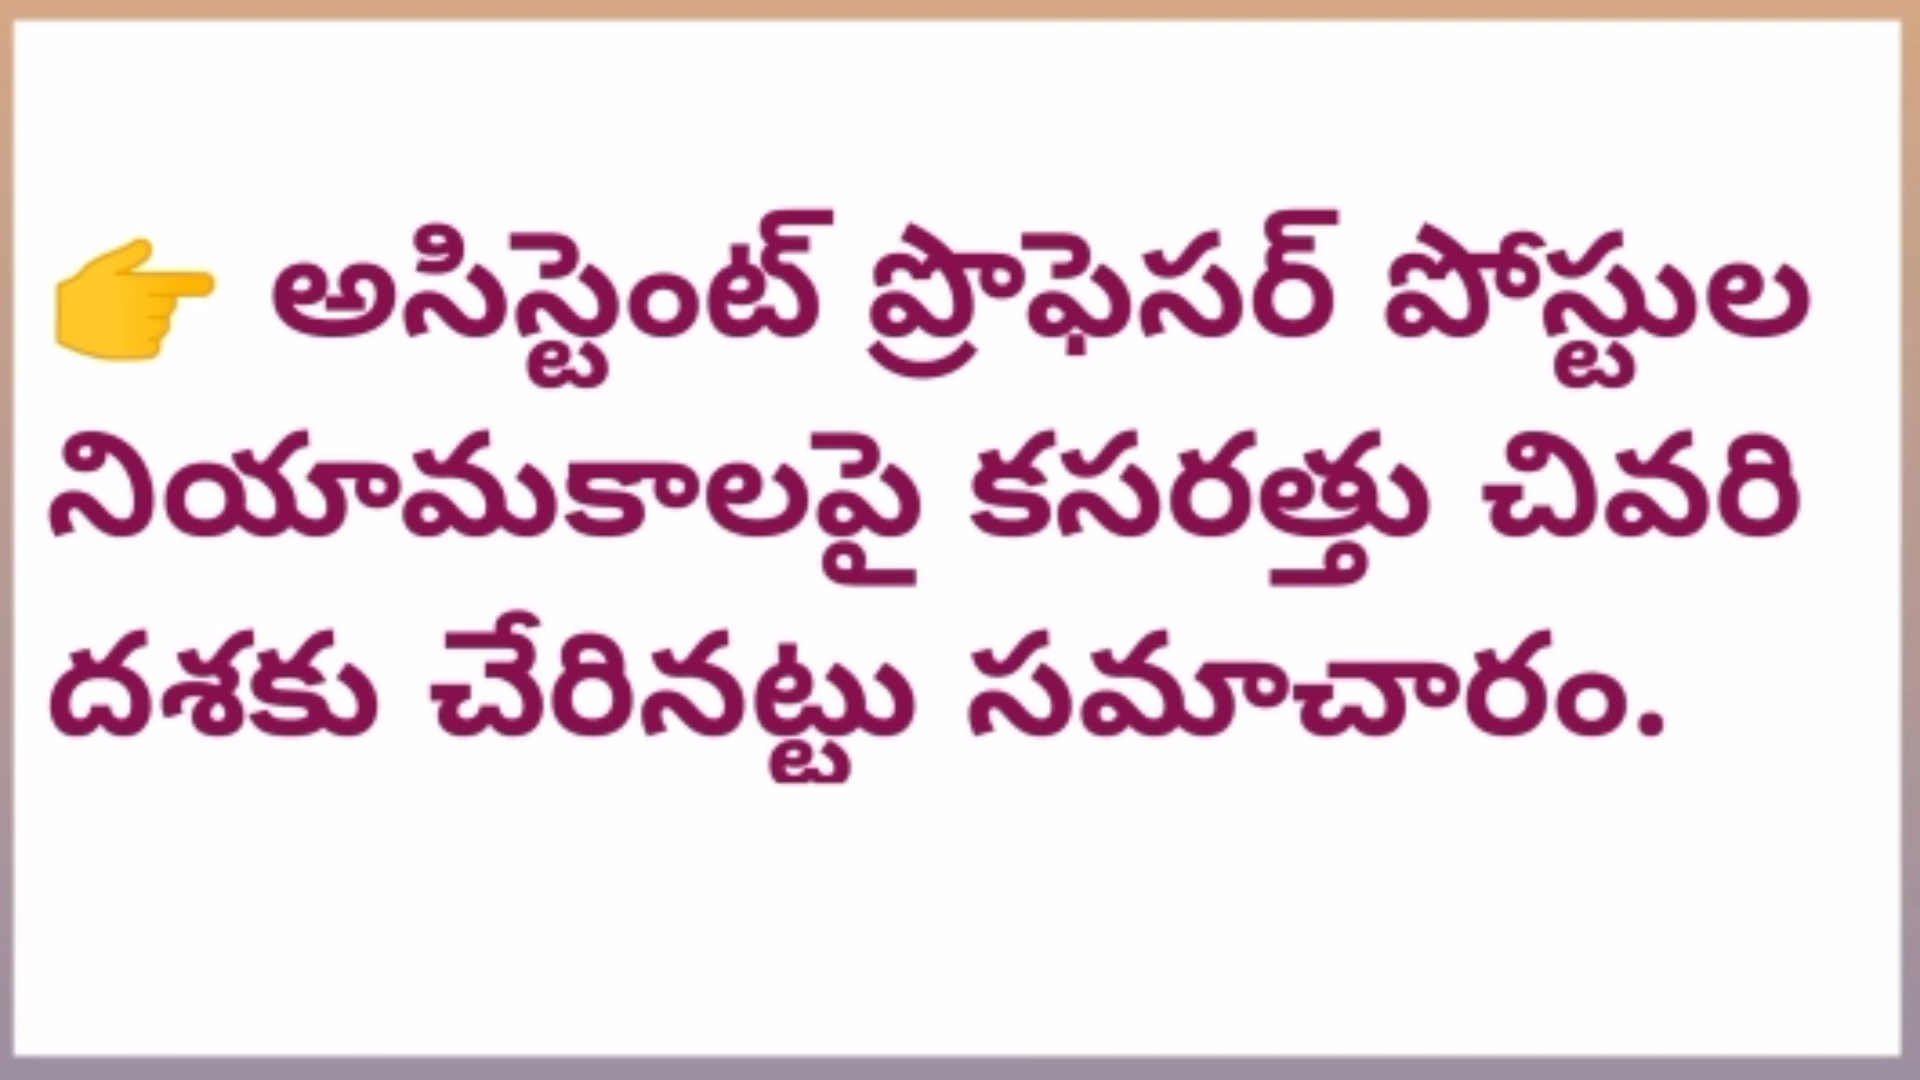 👉 అసిస్టెంట్ ప్రొఫెసర్ పోస్టుల
నియామకాలపై కసరత్తు చివరి
దశకు చేరినట్టు సమాచారం.